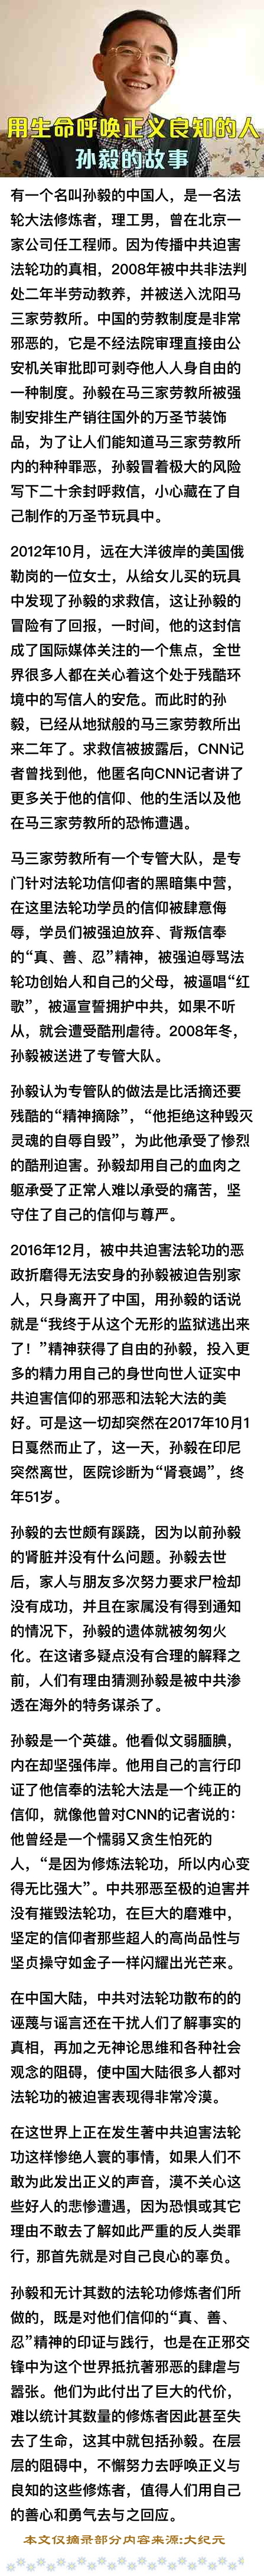 用生命呼唤正义良知的人
孙毅的故事
有一个名叫孙毅的中国人，是一名法
轮大法修炼者，理工男，曾在北京一
家公司任工程师。因为传播中共迫害
法轮功的真相，2008年被中共非法判
处二年半劳动教养，并被送入沈阳马
三家劳教所。中国的劳教制度是非常
邪恶的，它是不经法院审理直接由公
安机关审批即可剥夺他人人身自由的
一种制度。孙毅在马三家劳教所被强
制安排生产销往国外的万圣节装饰
品，为了让人们能知道马三家劳教所
内的种种罪恶，孙毅冒着极大的风险
写下二十余封呼救信，小心藏在了自
己制作的万圣节玩具中。
2012年10月，远在大洋彼岸的美国俄
勒岗的一位女士，从给女儿买的玩具
中发现了孙毅的求救信，这让孙毅的
冒险有了回报，一时间，他的这封信
成了国际媒体关注的一个焦点，全世
界很多人都在关心着这个处于残酷环
境中的写信人的安危。而此时的孙
毅，已经从地狱般的马三家劳教所出
来二年了。求救信被披露后，CNN记
者曾找到他，他匿名向CNN记者讲了
更多关于他的信仰、他的生活以及他
在马三家劳教所的恐怖遭遇。
马三家劳教所有一个专管大队，是专
门针对法轮功信仰者的黑暗集中营，
在这里法轮功学员的信仰被肆意侮
辱，学员们被强迫放弃、背叛信奉
的“真、善、忍”精神，被强迫辱骂法
轮功创始人和自己的父母，被逼唱“红
歌”，被逼宣誓拥护中共，如果不听
从，就会遭受酷刑虐待。2008年冬，
孙毅被送进了专管大队。
孙毅认为专管队的做法是比活摘还要
残酷的“精神摘除”，“他拒绝这种毁灭
灵魂的自辱自毁”，为此他承受了惨烈
的酷刑迫害。孙毅却用自己的血肉之
躯承受了正常人难以承受的痛苦，坚
守住了自己的信仰与尊严。
2016年12月，被中共迫害法轮功的恶
政折磨得无法安身的孙毅被迫告别家
人，只身离开了中国，用孙毅的话说
就是“我终于从这个无形的监狱逃出来
了！”精神获得了自由的孙毅，投入更
多的精力用自己的身世向世人证实中
共迫害信仰的邪恶和法轮大法的美
好。可是这一切却突然在2017年10月1
日戛然而止了，这一天，孙毅在印尼
突然离世，医院诊断为“肾衰竭”，终
年51岁。
孙毅的去世颇有蹊跷，因为以前孙毅
的肾脏并没有什么问题。孙毅去世
后，家人与朋友多次努力要求尸检却
没有成功，并且在家属没有得到通知
的情况下，孙毅的遗体就被匆匆火
化。在这诸多疑点没有合理的解释之
前，人们有理由猜测孙毅是被中共渗
透在海外的特务谋杀了。
孙毅是一个英雄。他看似文弱腼腆，
内在却坚强伟岸。他用自己的言行印
证了他信奉的法轮大法是一个纯正的
信仰，就像他曾对CNN的记者说的：
他曾经是一个懦弱又贪生怕死的
人，“是因为修炼法轮功，所以内心变
得无比强大”。中共邪恶至极的迫害并
没有摧毁法轮功，在巨大的磨难中，
坚定的信仰者那些超人的高尚品性与
坚贞操守如金子一样闪耀出光芒来。
在中国大陆，中共对法轮功散布的的
诬蔑与谣言还在干扰人们了解事实的
真相，再加之无神论思维和各种社会
观念的阻碍，使中国大陆很多人都对
法轮功的被迫害表现得非常冷漠。
在这世界上正在发生著中共迫害法轮
功这样惨绝人寰的事情，如果人们不
敢为此发出正义的声音，漠不关心这
些好人的悲惨遭遇，因为恐惧或其它
理由不敢去了解如此严重的反人类罪
行，那首先就是对自己良心的辜负。
孙毅和无计其数的法轮功修炼者们所
做的，既是对他们信仰的“真、善、
忍”精神的印证与践行，也是在正邪交
锋中为这个世界抵抗著邪恶的肆虐与
嚣张。他们为此付出了巨大的代价，
难以统计其数量的修炼者因此甚至失
去了生命，这其中就包括孙毅。在层
层的阻碍中，不懈努力去呼唤正义与
良知的这些修炼者，值得人们用自己
的善心和勇气去与之回应。
本文仅摘录部分内容来源:大纪元